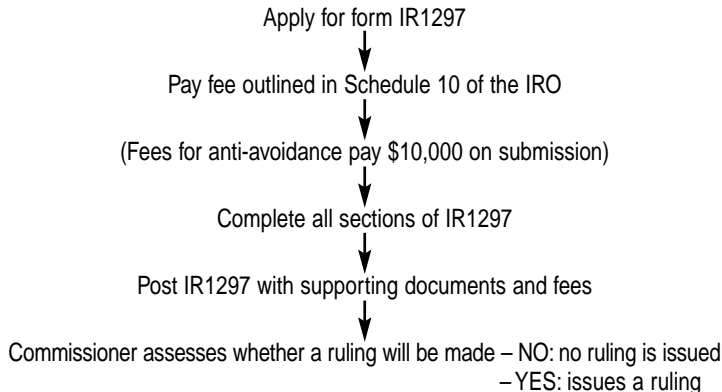 Apply for form IR1297
Pay fee outlined in Schedule 10 of the IRO
(Fees for anti-avoidance pay $10,000 on submission)
Complete all sections of IR1297
Post IR1297 with supporting documents and fees
Commissioner assesses whether a ruling will be made – NO: no ruling is issued
– YES: issues a ruling